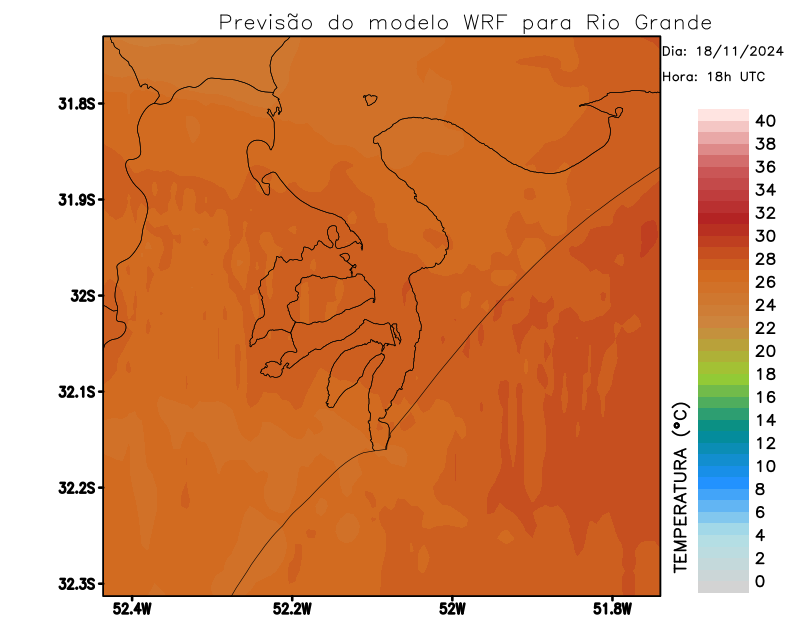 Previsão do modelo WRF para Rio Grande
Dia: 18/11/2024
Hora: 18h UTC
31.8S
31.9S
32S
32.1S
32.2S
32.3S
52.4W
52.2W
52W
51.8W
TEMPERATURA (°C)
40
38
36
34
32
30
28
26
24
22
20
18
16
14
12
10
8
6
4
2
0